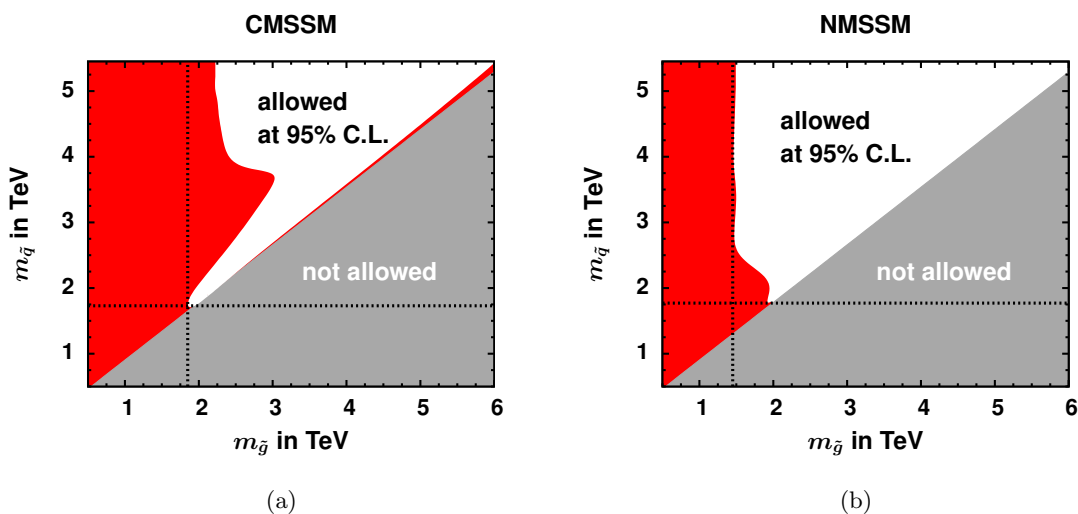 CMSSM
5
4
3
2
1
1 2 3 4 5 6
allowed
at 95% C.L.
not allowed
m_q̃ in TeV
m_g̃ in TeV
(a)
NMSSM
5
4
3
2
1
1 2 3 4 5 6
allowed
at 95% C.L.
not allowed
m_q̃ in TeV
m_g̃ in TeV
(b)